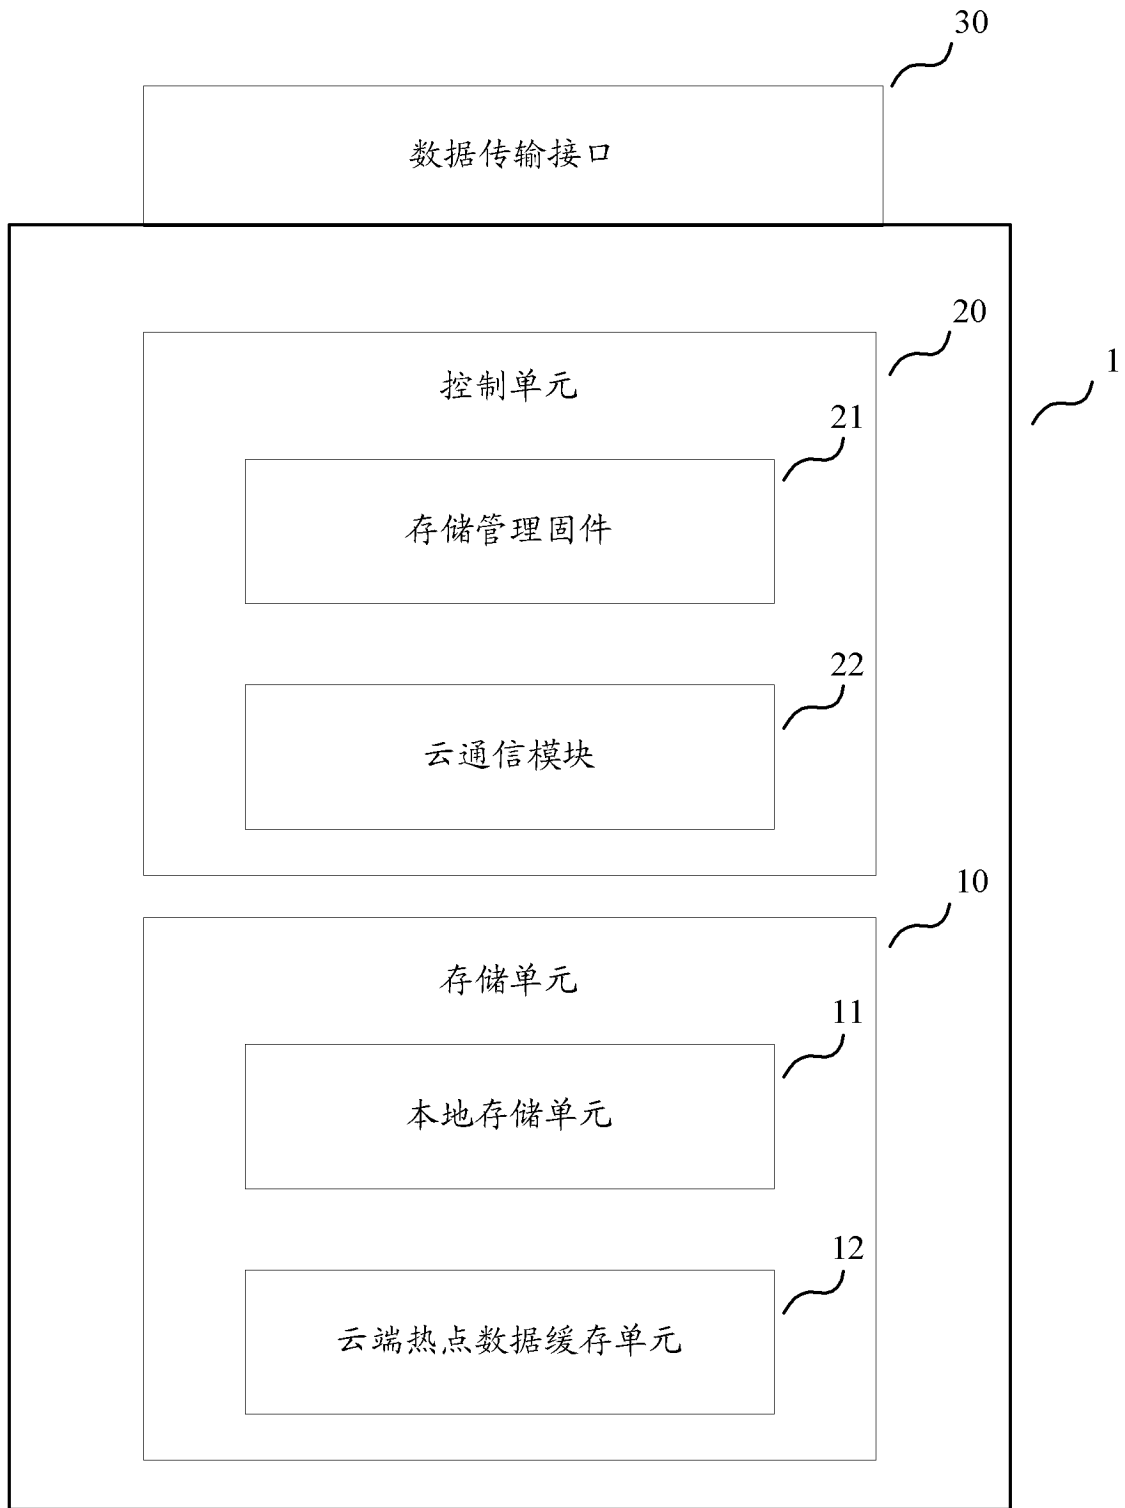 30
数据传输接口
20
控制单元
1
21
存储管理固件
22
云通信模块
10
存储单元
11
本地存储单元
12
云端热点数据缓存单元